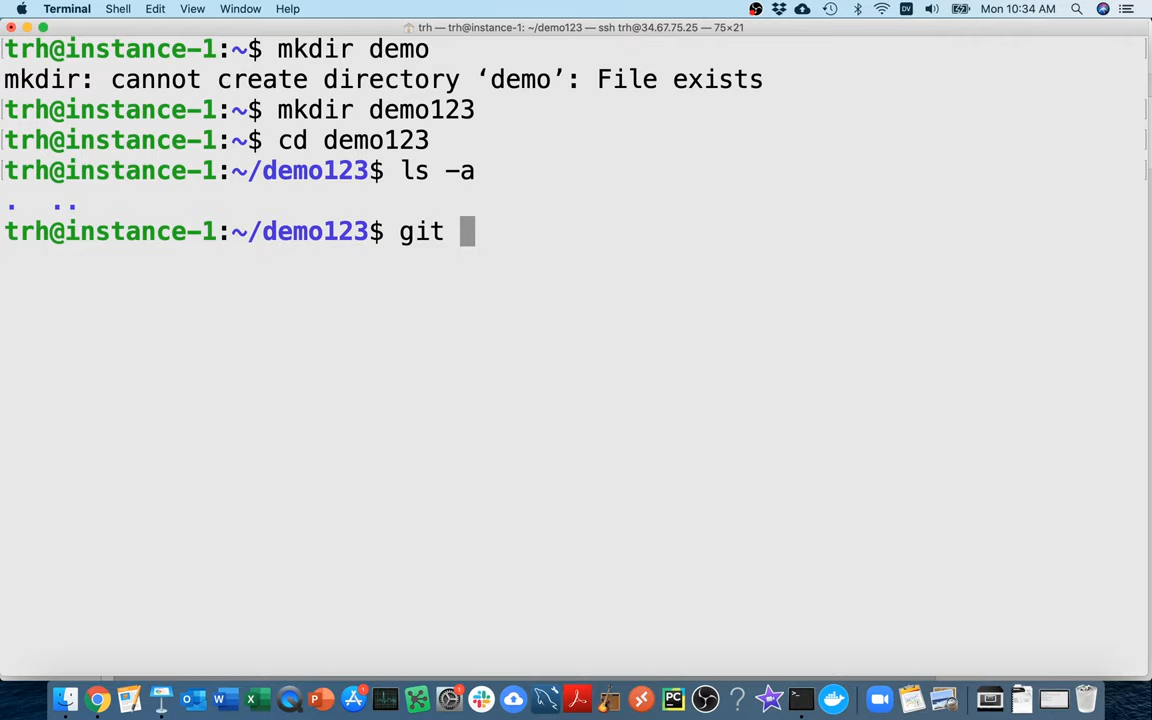 Terminal Shell Edit View Window Help DV Mon 10:34 AM
trh — trh@instance-1: ~/demo123 — ssh trh@34.67.75.25 — 75×21
trh@instance-1:~$ mkdir demo
mkdir: cannot create directory ‘demo’: File exists
trh@instance-1:~$ mkdir demo123
trh@instance-1:~$ cd demo123
trh@instance-1:~/demo123$ ls -a
. ..
trh@instance-1:~/demo123$ git